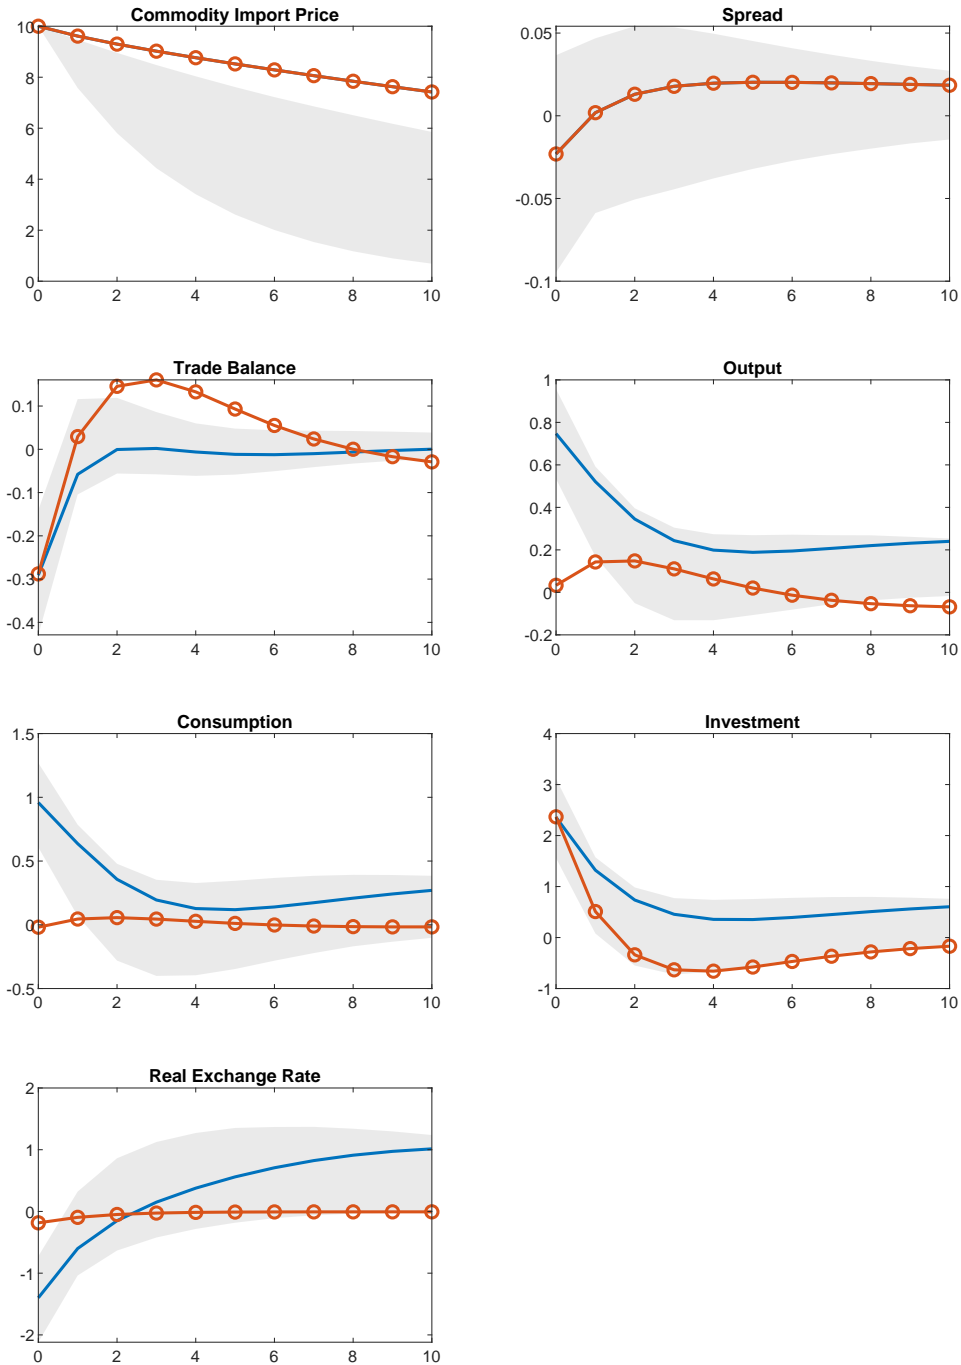 Commodity Import Price
10
8
6
4
2
0
0 2 4 6 8 10
Spread
0.05
0
-0.05
-0.1
0 2 4 6 8 10
Trade Balance
0.1
0
-0.1
-0.2
-0.3
-0.4
0 2 4 6 8 10
Output
1
0.8
0.6
0.4
0.2
0
-0.2
0 2 4 6 8 10
Consumption
1.5
1
0.5
0
-0.5
0 2 4 6 8 10
Investment
4
3
2
1
0
-1
0 2 4 6 8 10
Real Exchange Rate
2
1
0
-1
-2
0 2 4 6 8 10